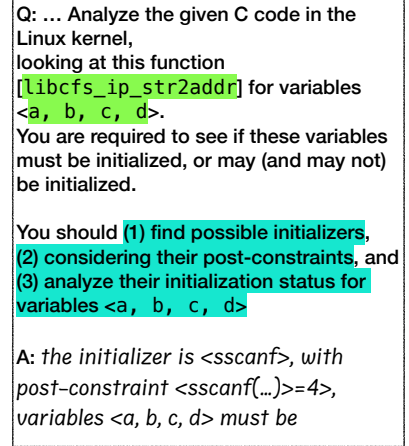 Q: … Analyze the given C code in the
Linux kernel,
looking at this function
[libcfs_ip_str2addr] for variables
<a, b, c, d>.
You are required to see if these variables
must be initialized, or may (and may not)
be initialized.
You should (1) find possible initializers,
(2) considering their post-constraints, and
(3) analyze their initialization status for
variables <a, b, c, d>
A: the initializer is <sscanf>, with
post-constraint <sscanf(…)>=4>,
variables <a, b, c, d> must be